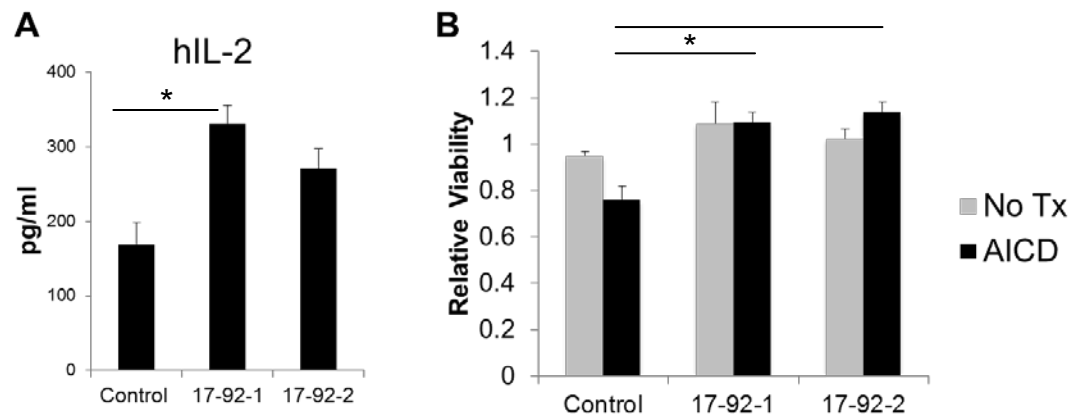 A
hIL-2
pg/ml
400
300
200
100
0
*
Control 17-92-1 17-92-2
B
Relative Viability
1.4
1.2
1
0.8
0.6
0.4
0.2
0
*
Control 17-92-1 17-92-2
No Tx
AICD